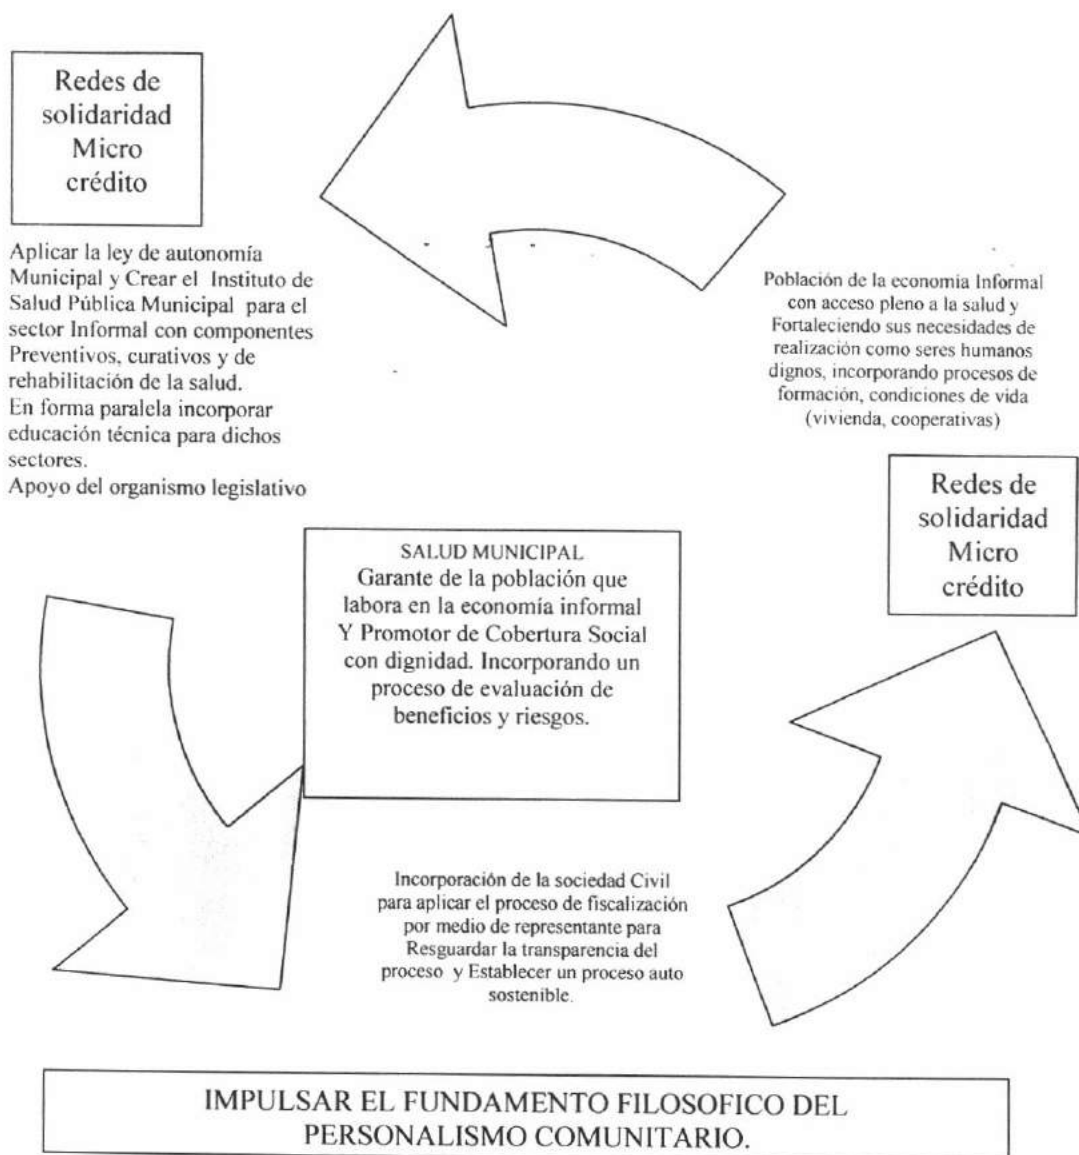 Redes de
solidaridad
Micro
crédito
Aplicar la ley de autonomía
Municipal y Crear el Instituto de
Salud Pública Municipal para el
sector Informal con componentes
Preventivos, curativos y de
rehabilitación de la salud.
En forma paralela incorporar
educación técnica para dichos
sectores.
Apoyo del organismo legislativo
Población de la economía Informal
con acceso pleno a la salud y
Fortaleciendo sus necesidades de
realización como seres humanos
dignos, incorporando procesos de
formación, condiciones de vida
(vivienda, cooperativas)
Redes de
solidaridad
Micro
crédito
SALUD MUNICIPAL
Garante de la población que
labora en la economía informal
Y Promotor de Cobertura Social
con dignidad. Incorporando un
proceso de evaluación de
beneficios y riesgos.
Incorporación de la sociedad Civil
para aplicar el proceso de fiscalización
por medio de representante para
Resguardar la transparencia del
proceso y Establecer un proceso auto
sostenible.
IMPULSAR EL FUNDAMENTO FILOSOFICO DEL
PERSONALISMO COMUNITARIO.